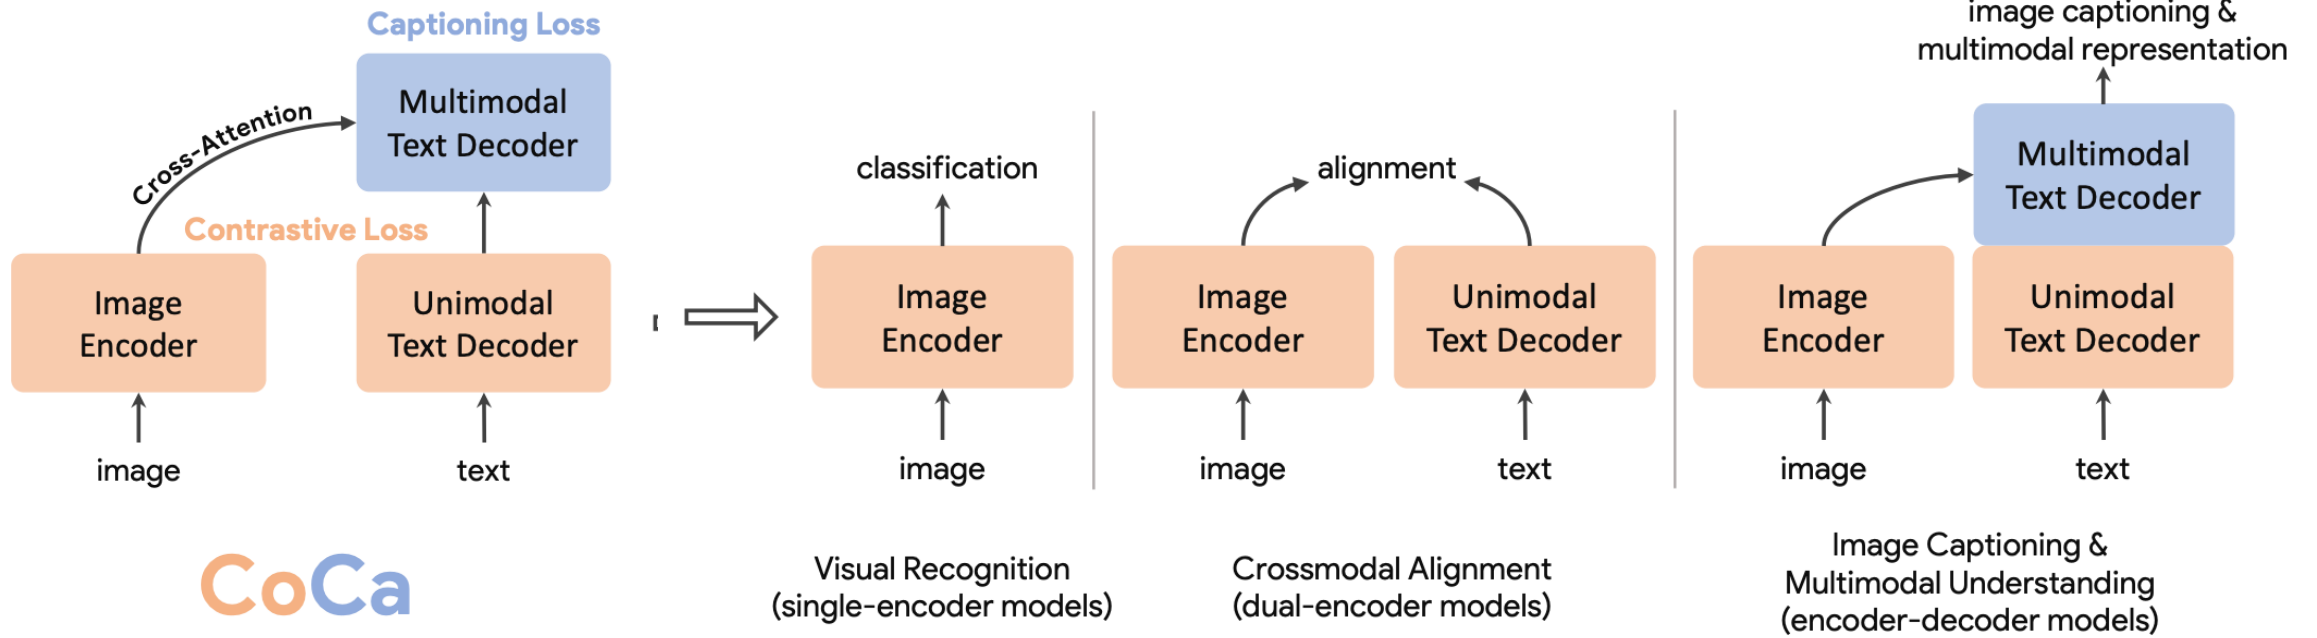 Captioning Loss
Multimodal
Text Decoder
Cross-Attention
Contrastive Loss
Image
Encoder
Unimodal
Text Decoder
image
text
CoCa
classification
Image
Encoder
image
Visual Recognition
(single-encoder models)
alignment
Image
Encoder
Unimodal
Text Decoder
image
text
Crossmodal Alignment
(dual-encoder models)
image captioning &
multimodal representation
Multimodal
Text Decoder
Image
Encoder
Unimodal
Text Decoder
image
text
Image Captioning &
Multimodal Understanding
(encoder-decoder models)